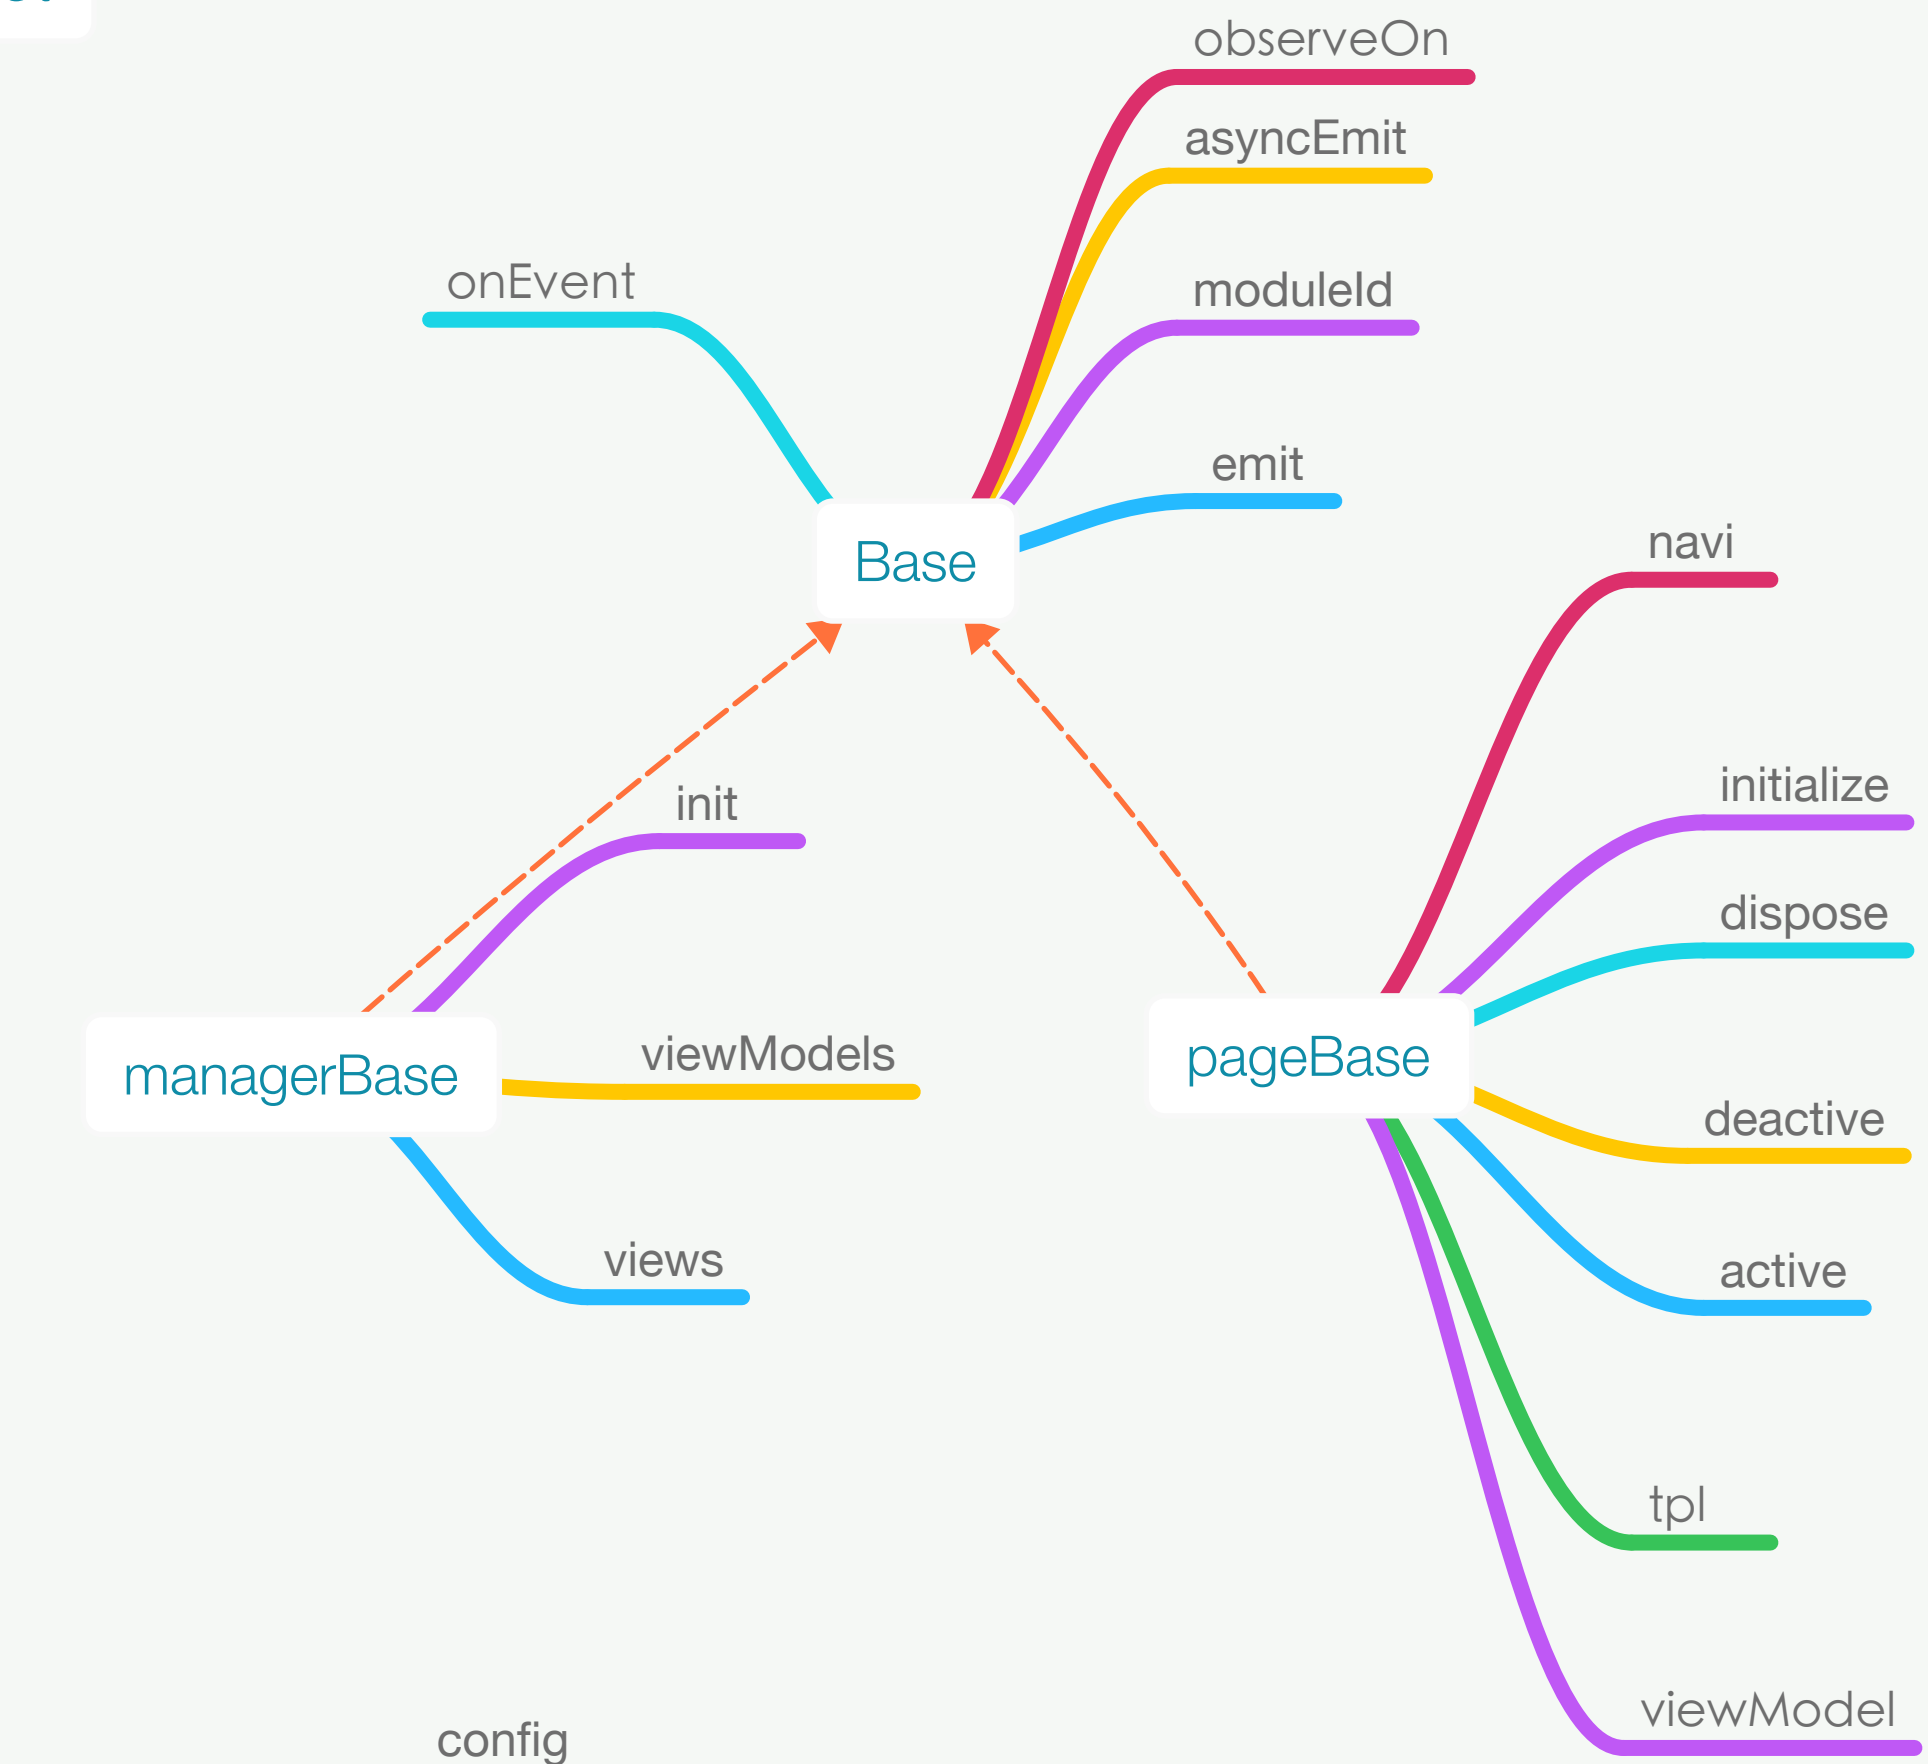 observeOn
asyncEmit
onEvent
moduleId
emit
Base
navi
init
initialize
dispose
managerBase
viewModels
pageBase
deactive
views
active
tpl
viewModel
config